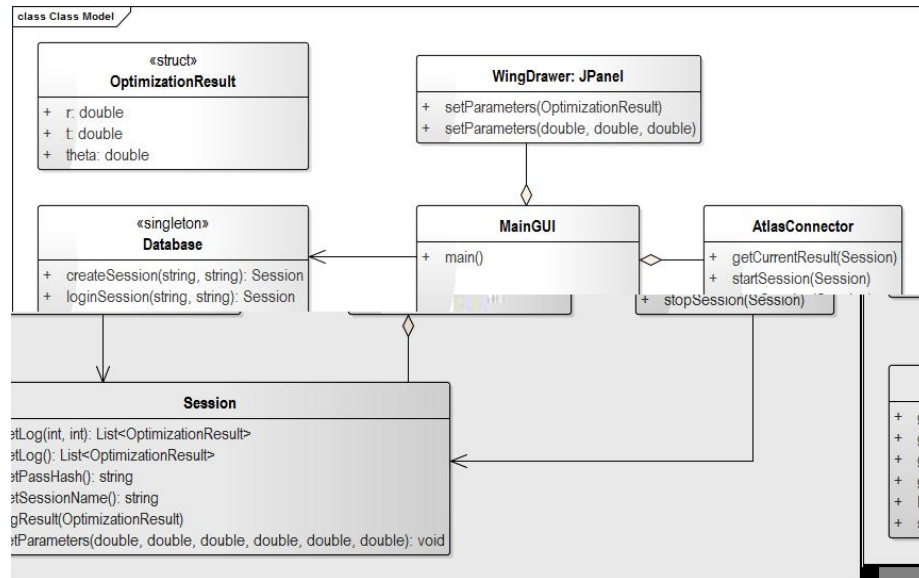 class Class Model
«struct»
OptimizationResult
+ r: double
+ t: double
+ theta: double
WingDrawer: JPanel
+ setParameters(OptimizationResult)
+ setParameters(double, double, double)
«singleton»
Database
+ createSession(string, string): Session
+ loginSession(string, string): Session
MainGUI
+ main()
AtlasConnector
+ getCurrentResult(Session)
+ startSession(Session)
+ stopSession(Session)
Session
etLog(int, int): List<OptimizationResult>
etLog(): List<OptimizationResult>
etPassHash(): string
etSessionName(): string
gResult(OptimizationResult)
etParameters(double, double, double, double, double, double): void
+ g
+ g
+ g
+ g
+
+ s